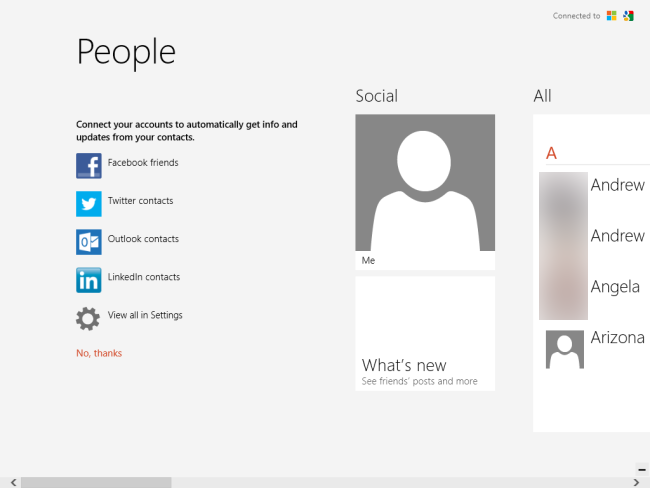 Connected to
People
Connect your accounts to automatically get info and
updates from your contacts.
Facebook friends
Twitter contacts
Outlook contacts
LinkedIn contacts
View all in Settings
No, thanks
Social
Me
What's new
See friends' posts and more
All
A
Andrew
Andrew
Angela
Arizona